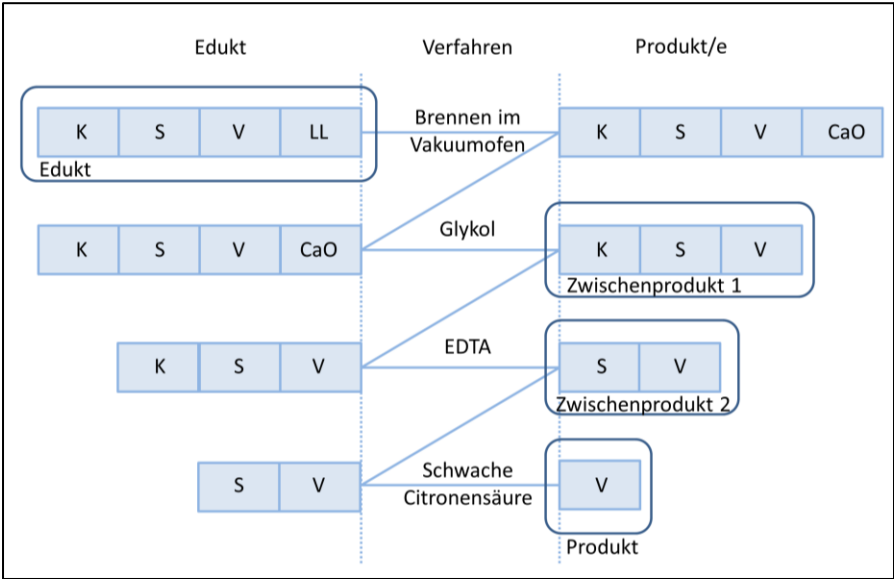 Edukt Verfahren Produkt/e
K S V LL Brennen im Vakuumofen K S V CaO
Edukt
K S V CaO Glykol K S V
Zwischenprodukt 1
K S V EDTA S V
Zwischenprodukt 2
S V Schwache Citronensäure V
Produkt